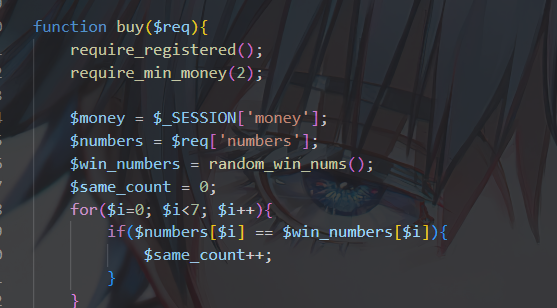 function buy($req){
require_registered();
require_min_money(2);
$money = $_SESSION['money'];
$numbers = $req['numbers'];
$win_numbers = random_win_nums();
$same_count = 0;
for($i=0; $i<7; $i++){
if($numbers[$i] == $win_numbers[$i]){
$same_count++;
}
}